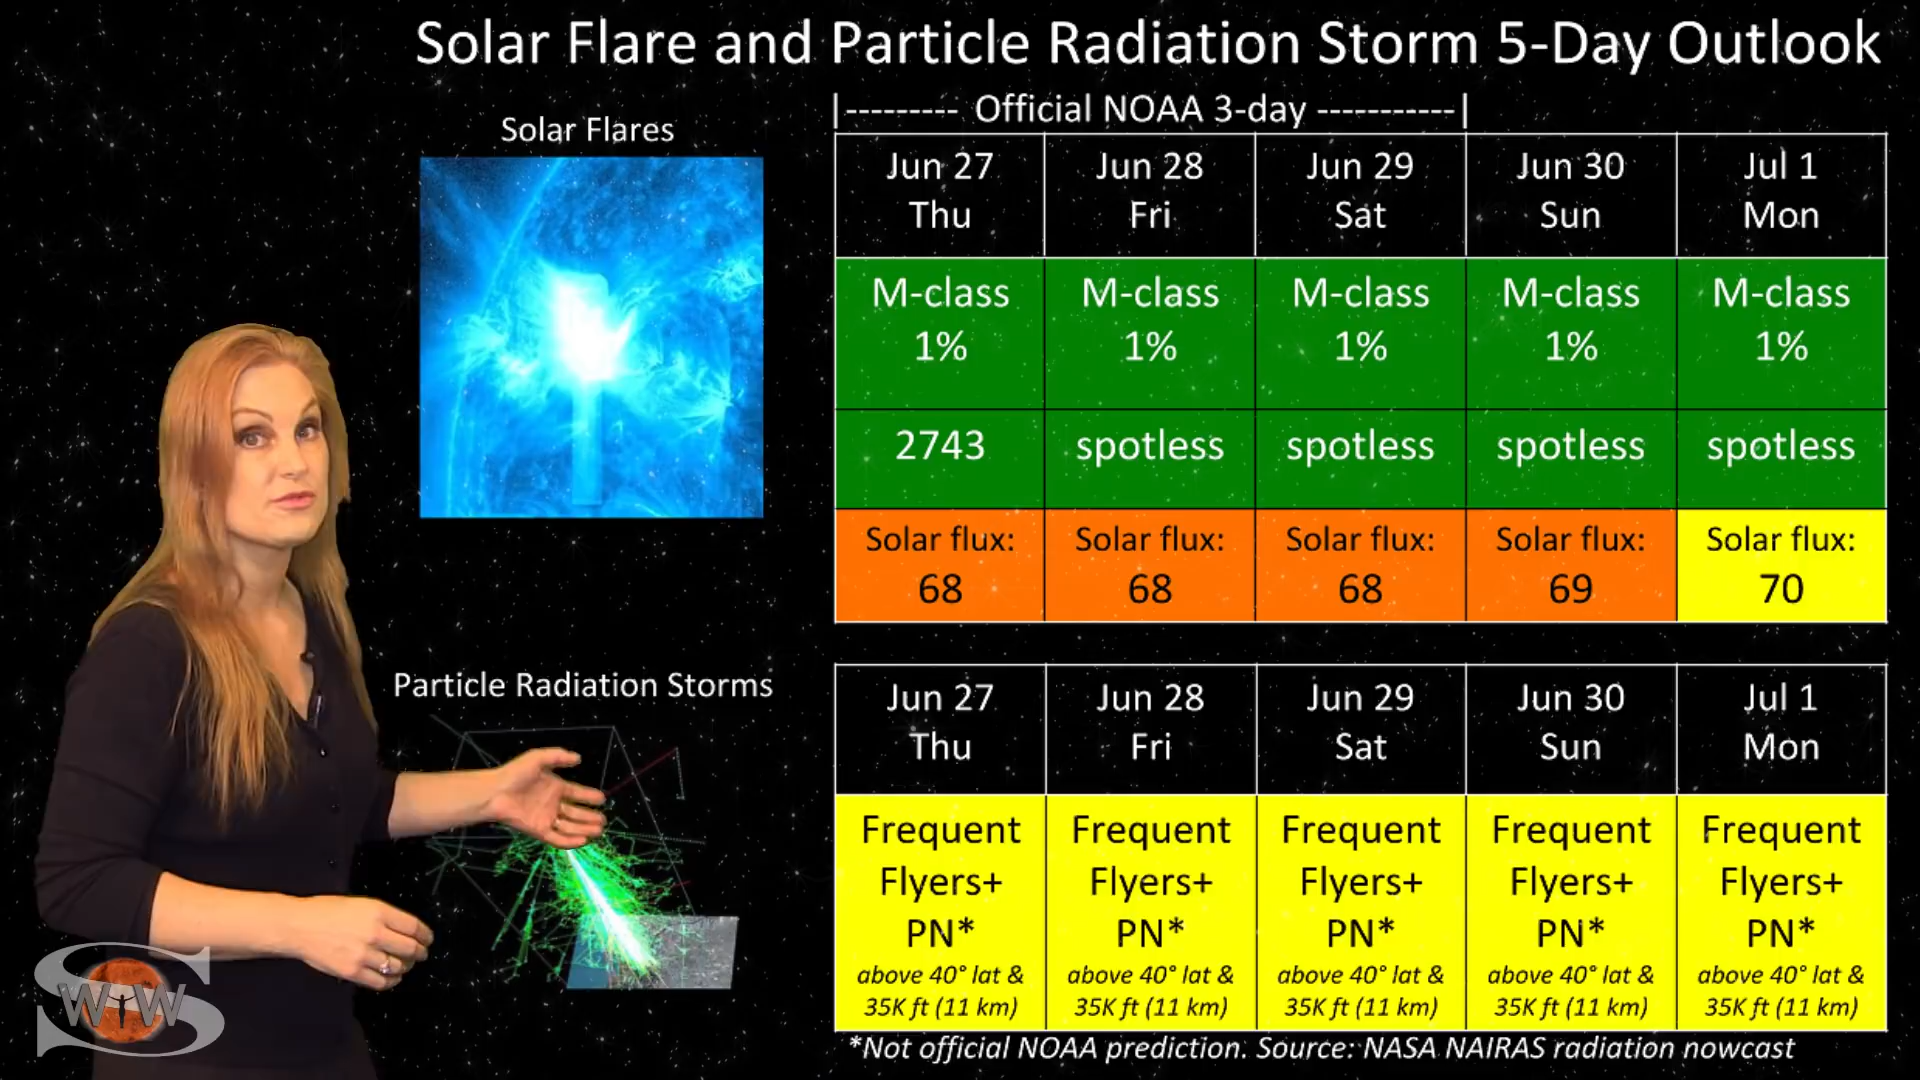 Solar Flare and Particle Radiation Storm 5-Day Outlook
|--------- Official NOAA 3-day -----------|
Solar Flares
Jun 27 Jun 28 Jun 29 Jun 30 Jul 1
Thu Fri Sat Sun Mon
M-class M-class M-class M-class M-class
1% 1% 1% 1% 1%
2743 spotless spotless spotless spotless
Solar flux: Solar flux: Solar flux: Solar flux: Solar flux:
68 68 68 69 70
Particle Radiation Storms
Jun 27 Jun 28 Jun 29 Jun 30 Jul 1
Thu Fri Sat Sun Mon
Frequent Frequent Frequent Frequent Frequent
Flyers+ Flyers+ Flyers+ Flyers+ Flyers+
PN* PN* PN* PN* PN*
above 40° lat & above 40° lat & above 40° lat & above 40° lat & above 40° lat &
35K ft (11 km) 35K ft (11 km) 35K ft (11 km) 35K ft (11 km) 35K ft (11 km)
*Not official NOAA prediction. Source: NASA NAIRAS radiation nowcast
S
WW